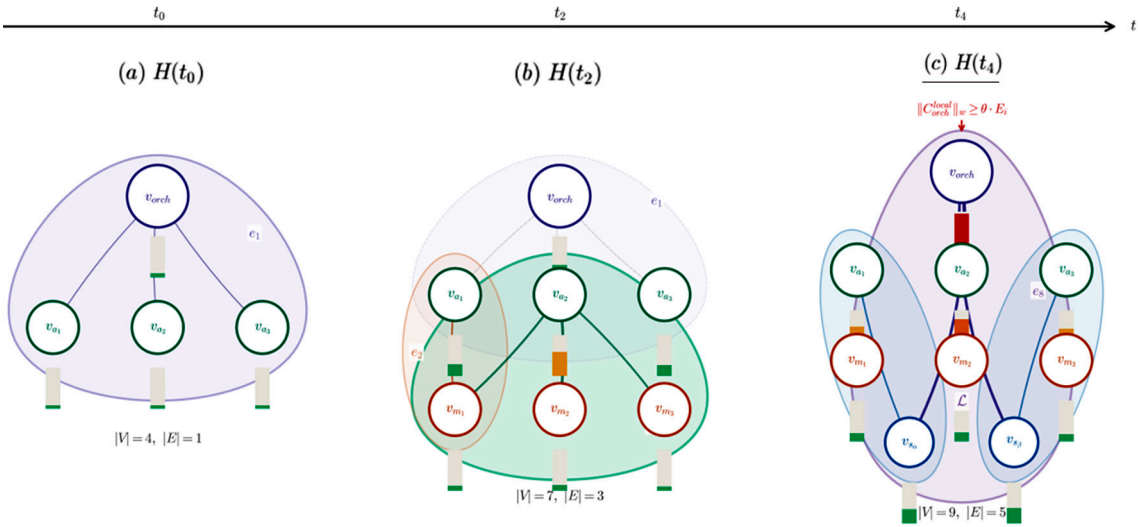 t₀ t₂ t₄
t
(a) H(t₀) (b) H(t₂) (c) H(t₄)
‖C_orch^local‖_w ≥ θ · E_i
v_orch
e₁
v_a₁ v_a₂ v_a₃
|V| = 4, |E| = 1
v_orch
e₁
v_a₁ v_a₂ v_a₃
e₂
v_m₁ v_m₂ v_m₃
|V| = 7, |E| = 3
v_orch
v_a₁ v_a₂ v_a₃
e₈
v_m₁ v_m₂ v_m₃
ℒ
v_sₐ v_s₃
|V| = 9, |E| = 5